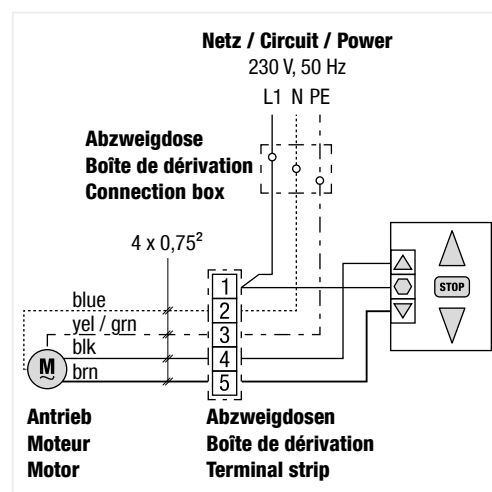 Netz / Circuit / Power
230 V, 50 Hz
L1 N PE
Abzweigdose
Boîte de dérivation
Connection box
4 x 0,75²
1
2
3
4
5
STOP
blue
yel / grn
blk
brn
M
~
Antrieb
Moteur
Motor
Abzweigdosen
Boîte de dérivation
Terminal strip